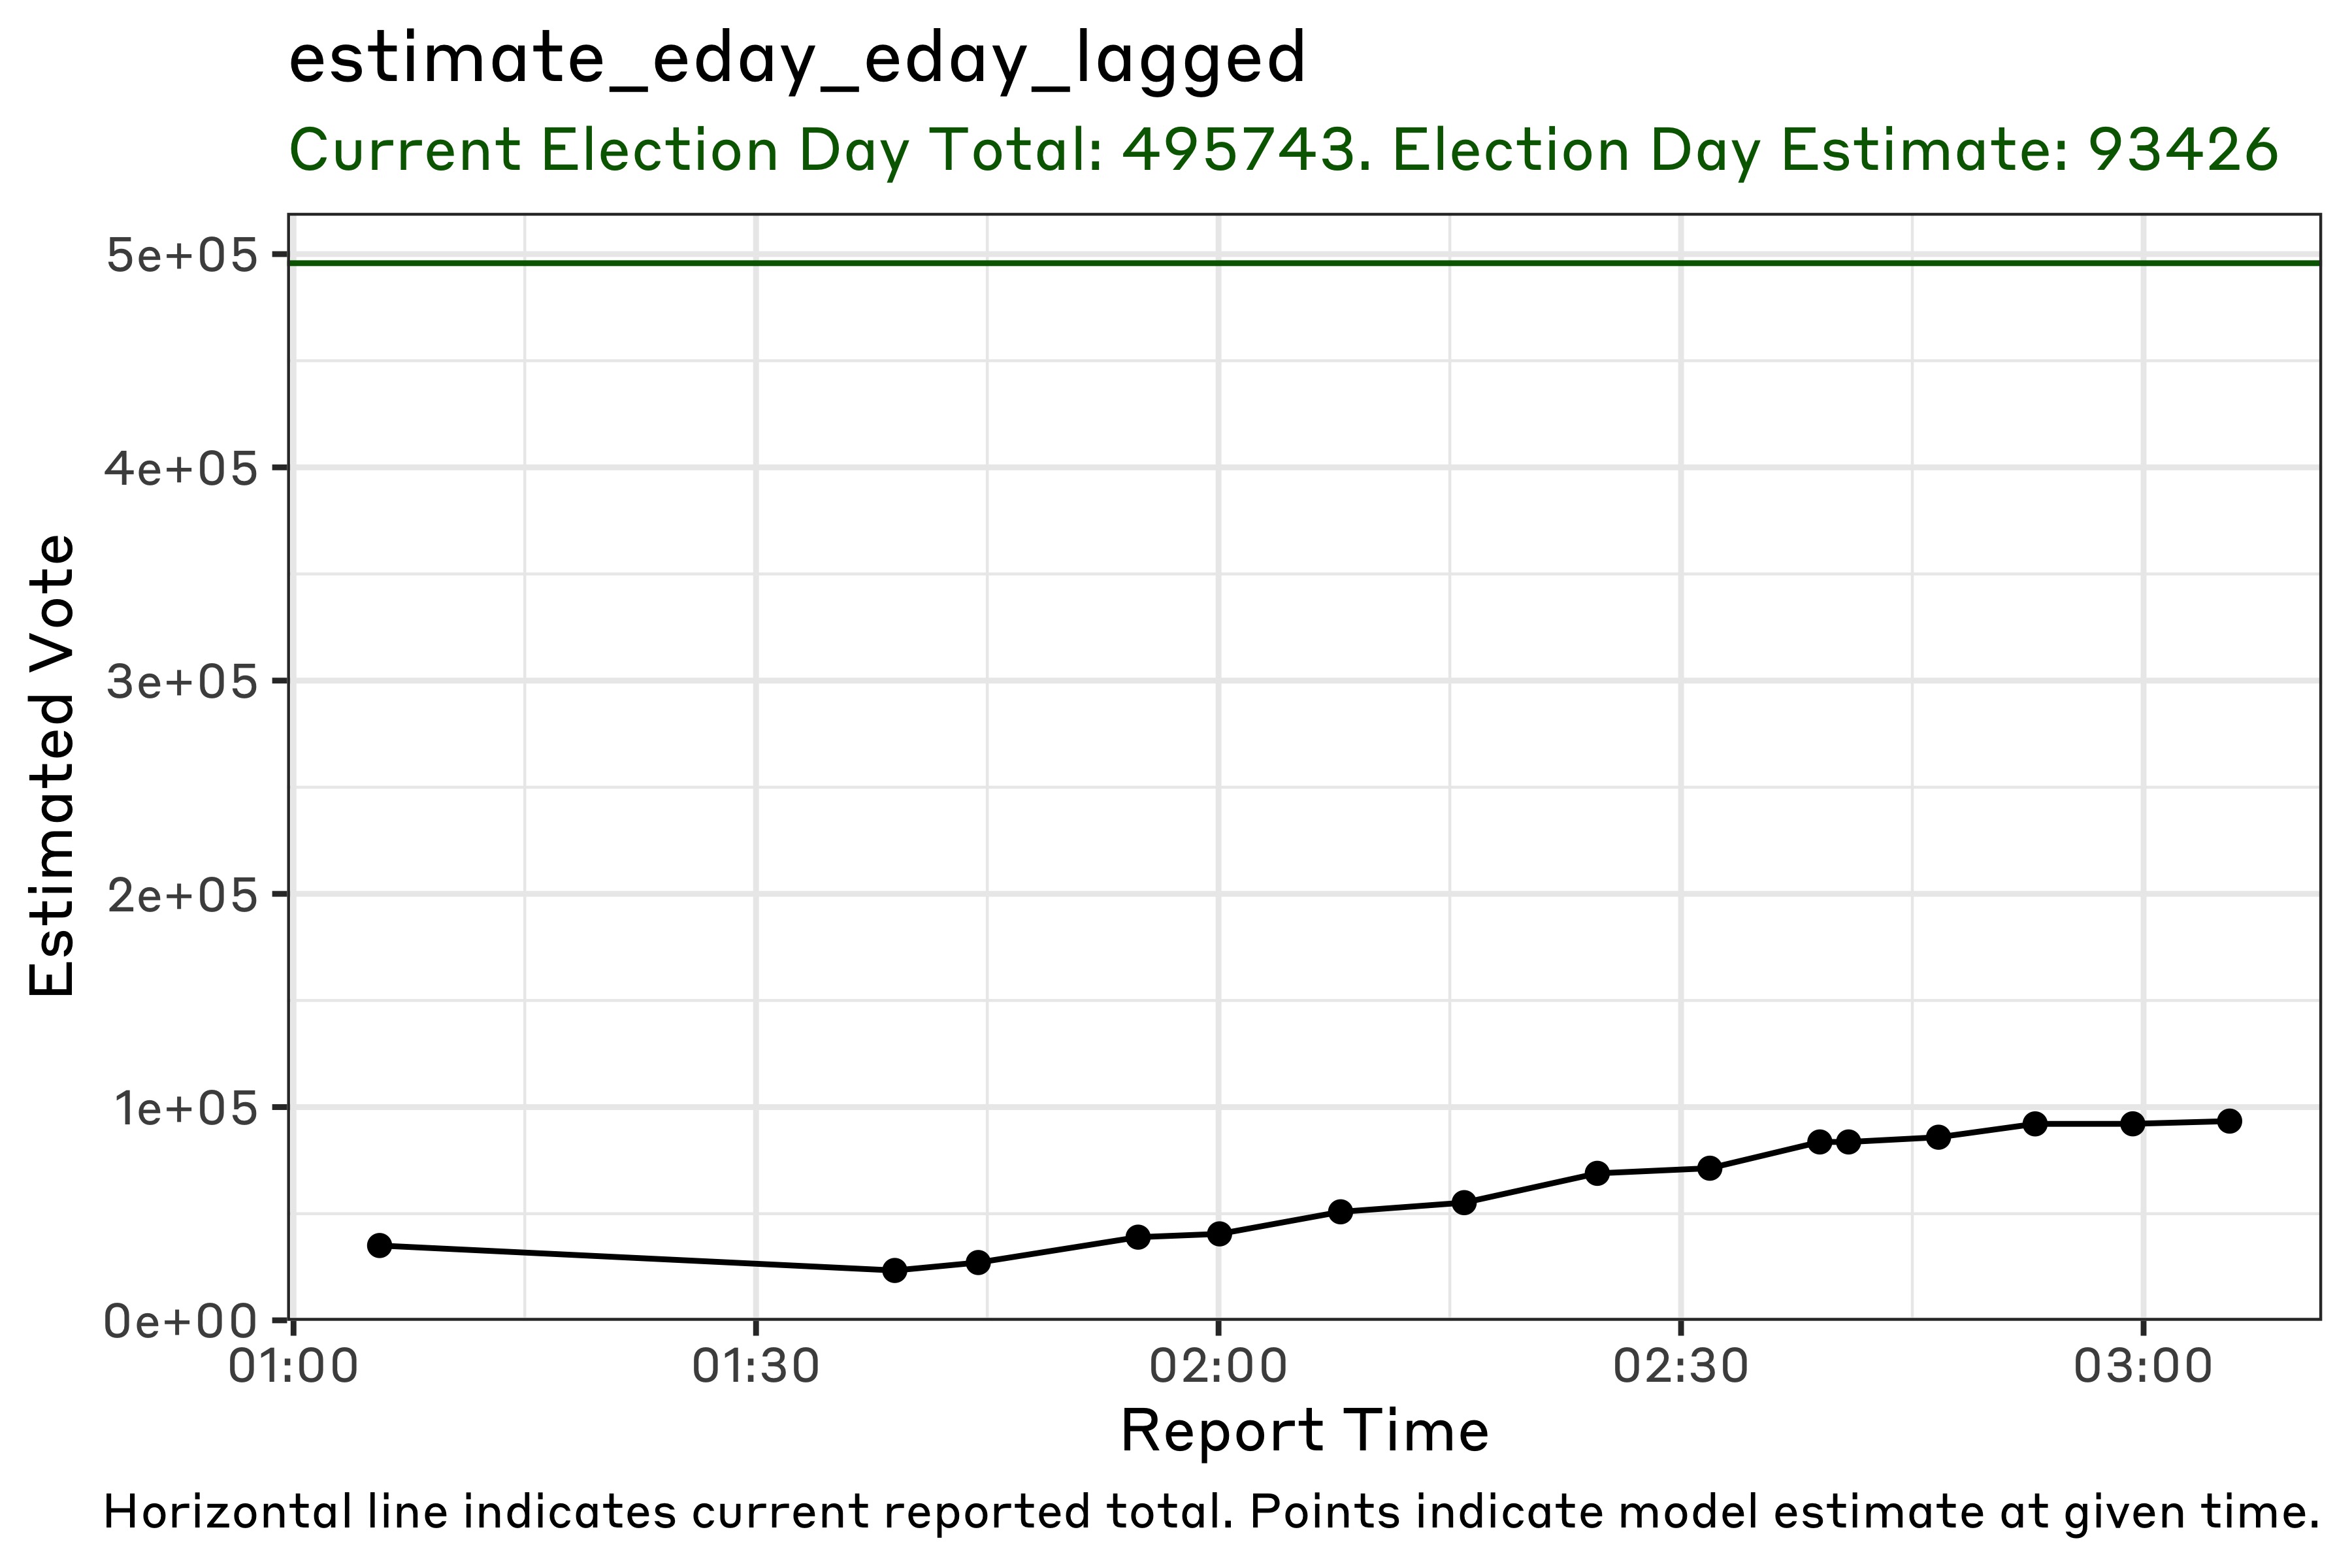 estimate_eday_eday_lagged
Current Election Day Total: 495743. Election Day Estimate: 93426
Estimated Vote
5e+05
4e+05
3e+05
2e+05
1e+05
0e+00
01:00 01:30 02:00 02:30 03:00
Report Time
Horizontal line indicates current reported total. Points indicate model estimate at given time.